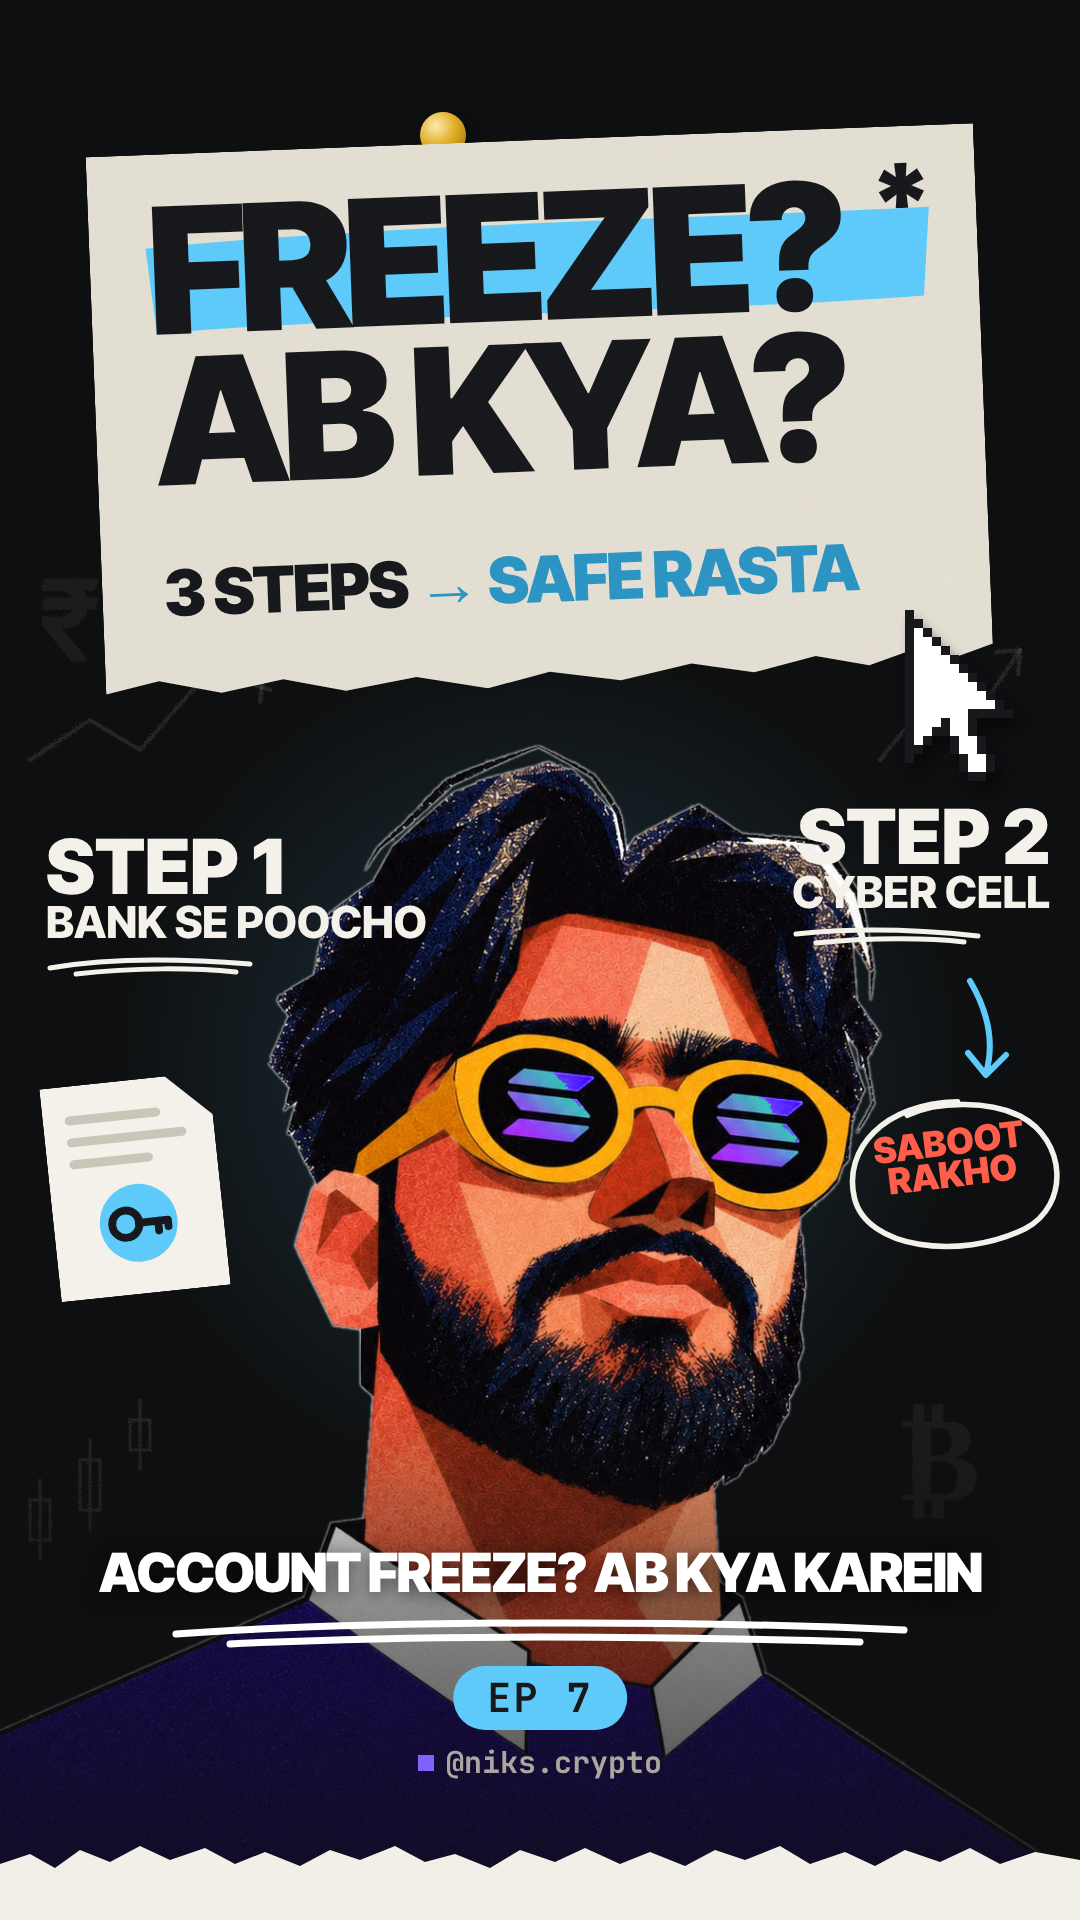 FREEZE? *
AB KYA?
3 STEPS → SAFE RASTA
₹
STEP 1
BANK SE POOCHO
STEP 2
CYBER CELL
SABOOT
RAKHO
₿
ACCOUNT FREEZE? AB KYA KAREIN
EP 7
@niks.crypto